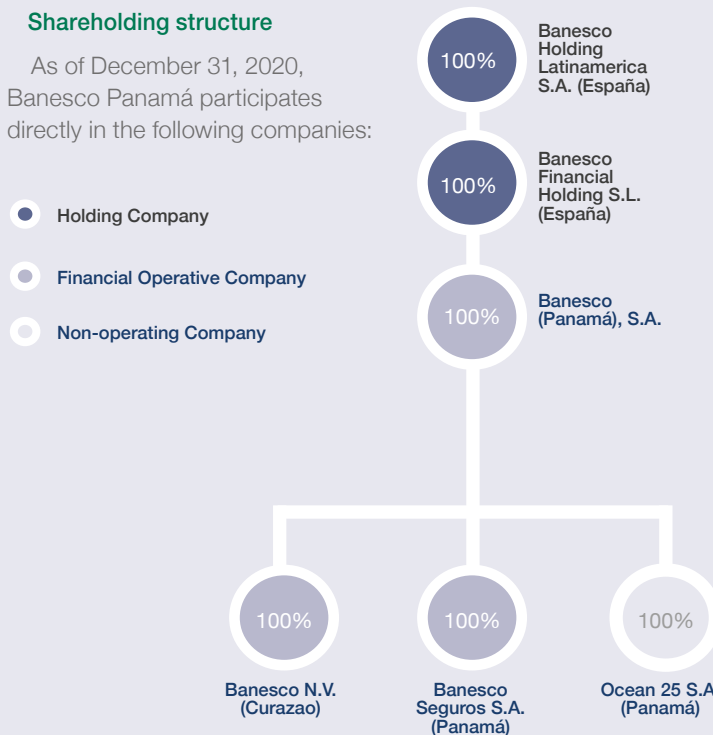 Shareholding structure
As of December 31, 2020,
Banesco Panamá participates
directly in the following companies:
Holding Company
Financial Operative Company
Non-operating Company
100%
Banesco
Holding
Latinamerica
S.A. (España)
100%
Banesco
Financial
Holding S.L.
(España)
100%
Banesco
(Panamá), S.A.
100%
Banesco N.V.
(Curazao)
100%
Banesco
Seguros S.A.
(Panamá)
100%
Ocean 25 S.A
(Panamá)